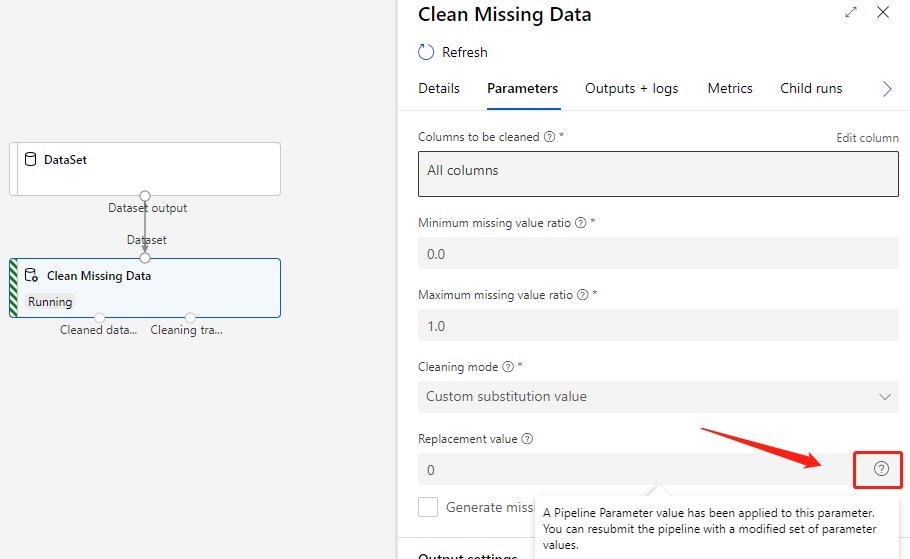 Clean Missing Data
Refresh
Details Parameters Outputs + logs Metrics Child runs
DataSet
Dataset output
Dataset
Clean Missing Data
Running
Cleaned data... Cleaning tra...
Columns to be cleaned ? * Edit column
All columns
Minimum missing value ratio ? *
0.0
Maximum missing value ratio ? *
1.0
Cleaning mode ? *
Custom substitution value
Replacement value ?
0 ?
Generate missi
A Pipeline Parameter value has been applied to this parameter.
You can resubmit the pipeline with a modified set of parameter
values.
Output settings